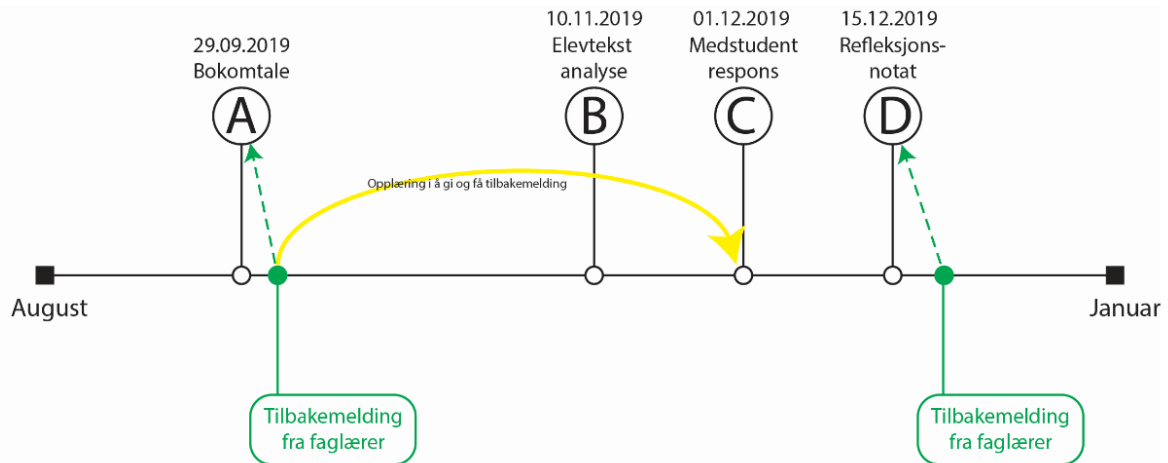 29.09.2019
Bokomtale
A
10.11.2019
Elevtekst
analyse
B
01.12.2019
Medstudent
respons
C
15.12.2019
Refleksjons-
notat
D
Opplæring i å gi og få tilbakemelding
August
Januar
Tilbakemelding
fra faglærer
Tilbakemelding
fra faglærer